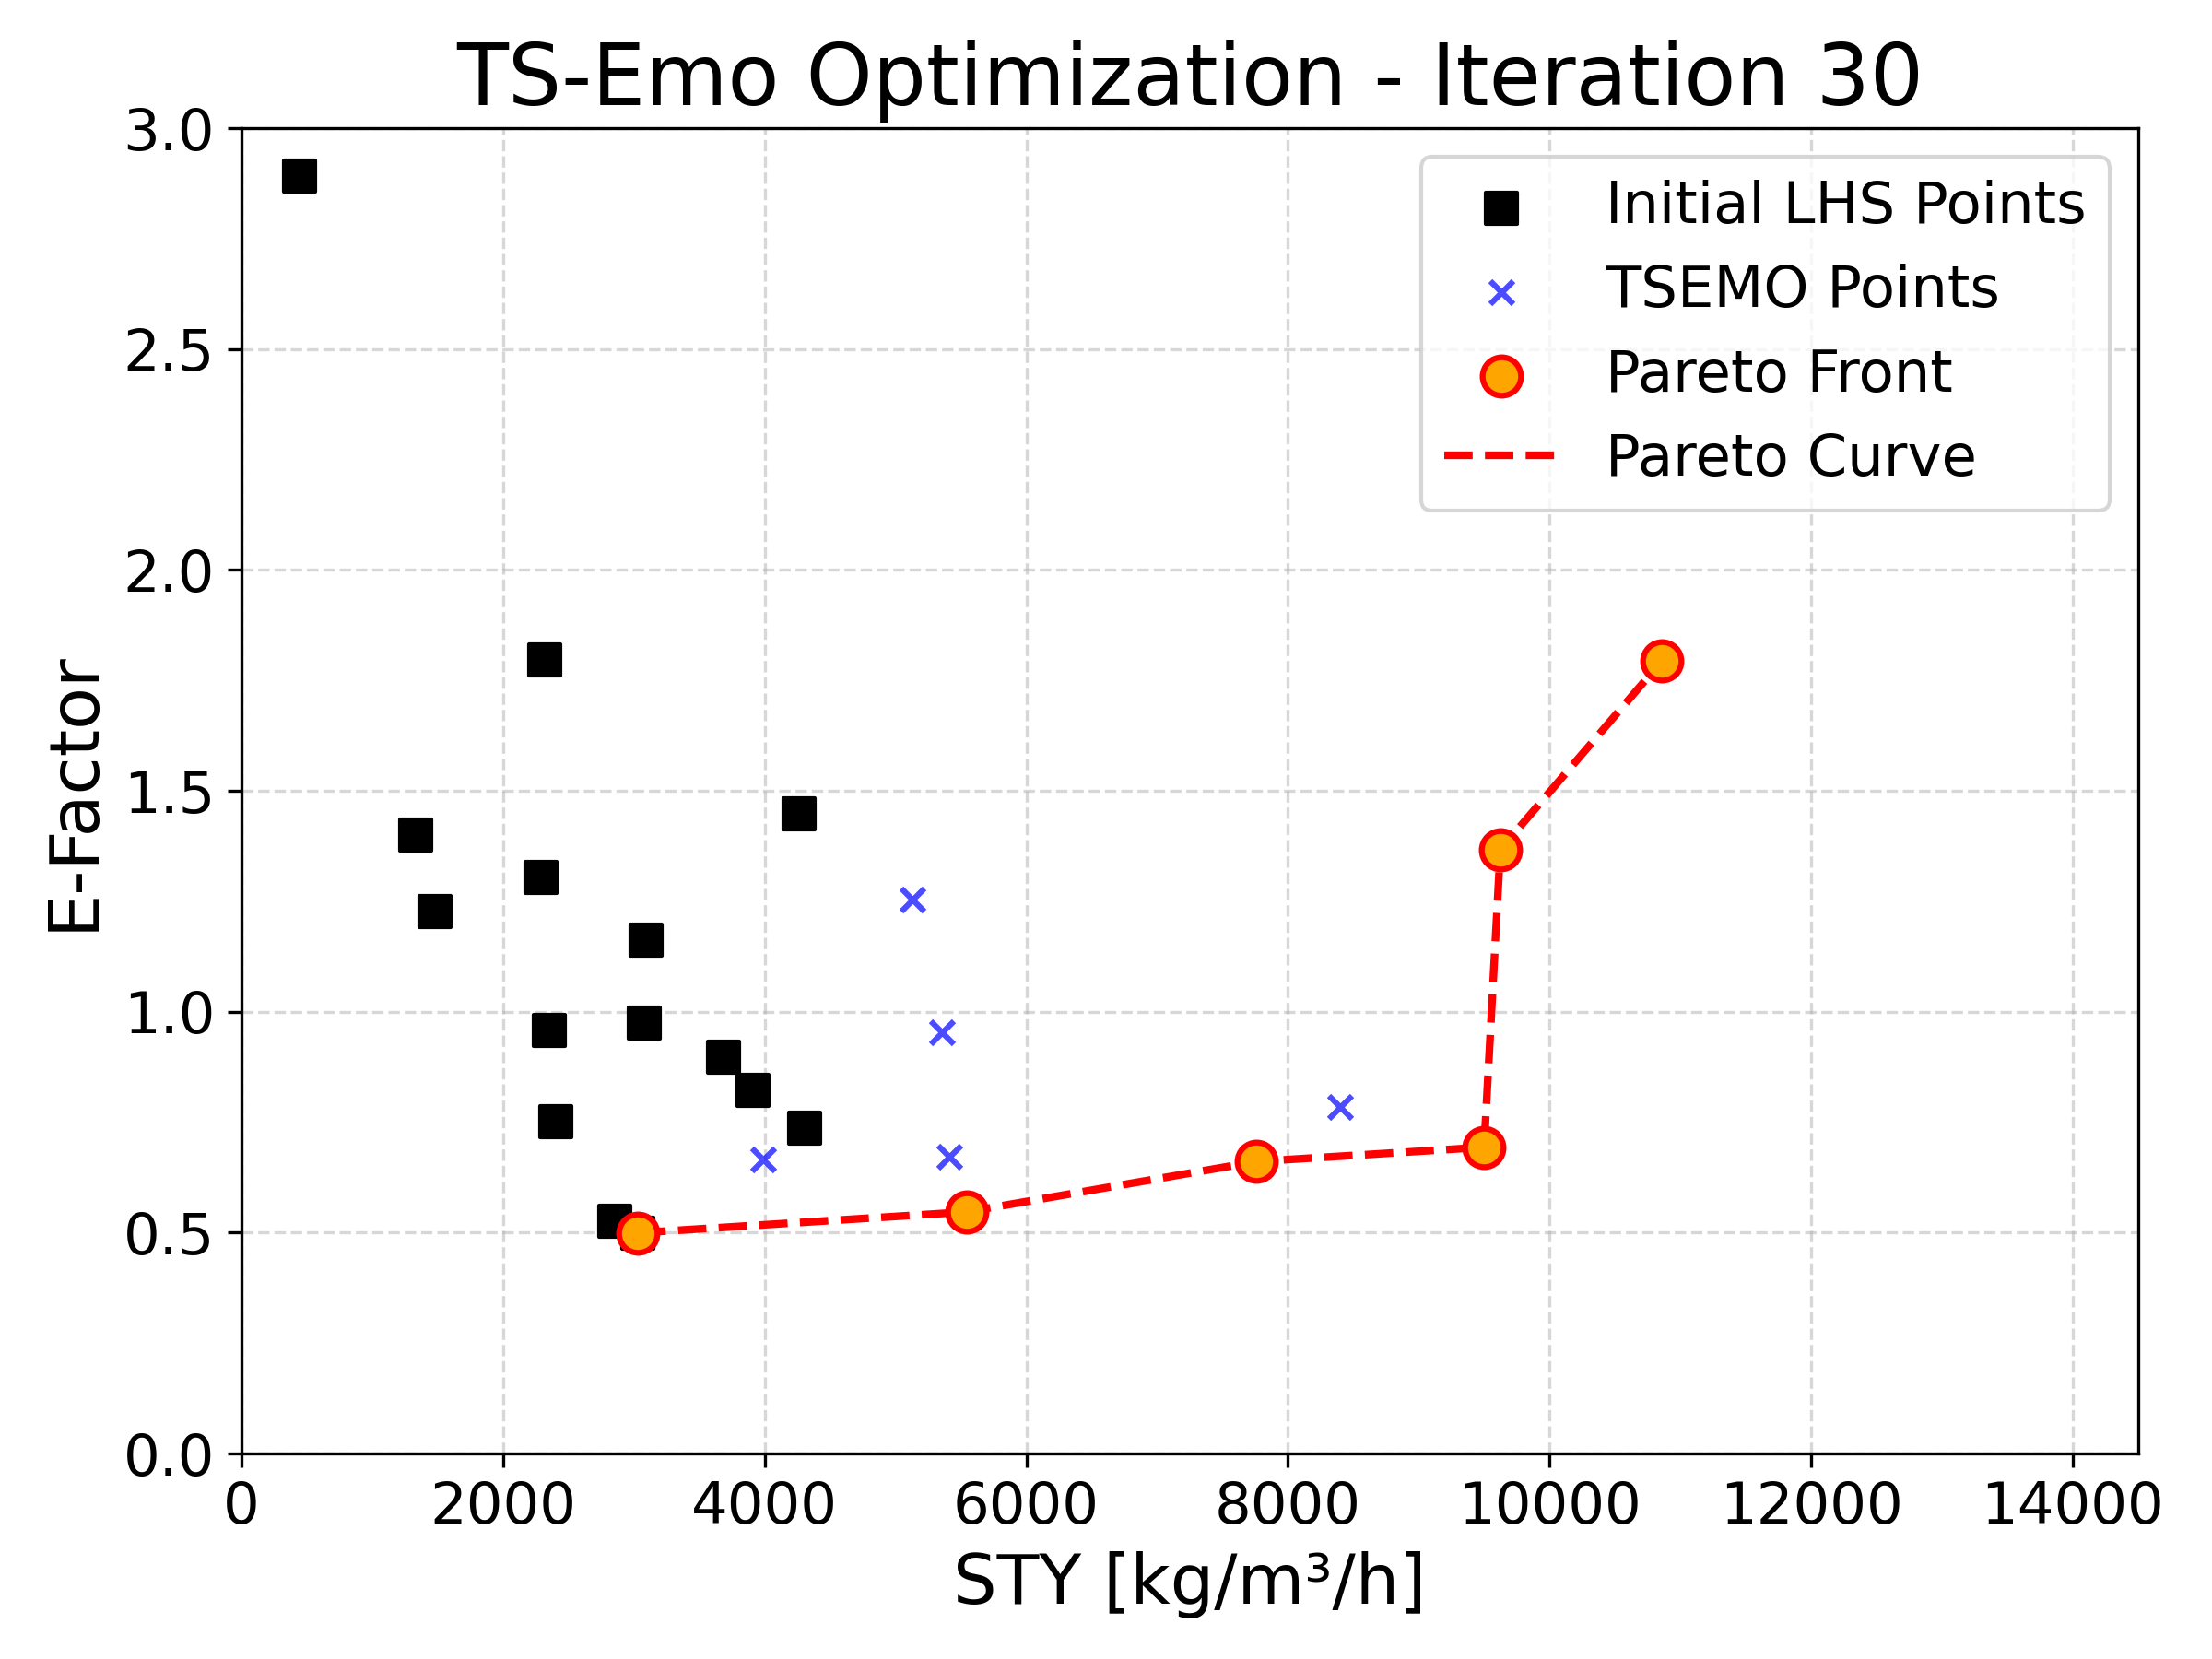 TS-Emo Optimization - Iteration 30
Initial LHS Points
TSEMO Points
Pareto Front
Pareto Curve
E-Factor
3.0
2.5
2.0
1.5
1.0
0.5
0.0
0 2000 4000 6000 8000 10000 12000 14000
STY [kg/m³/h]